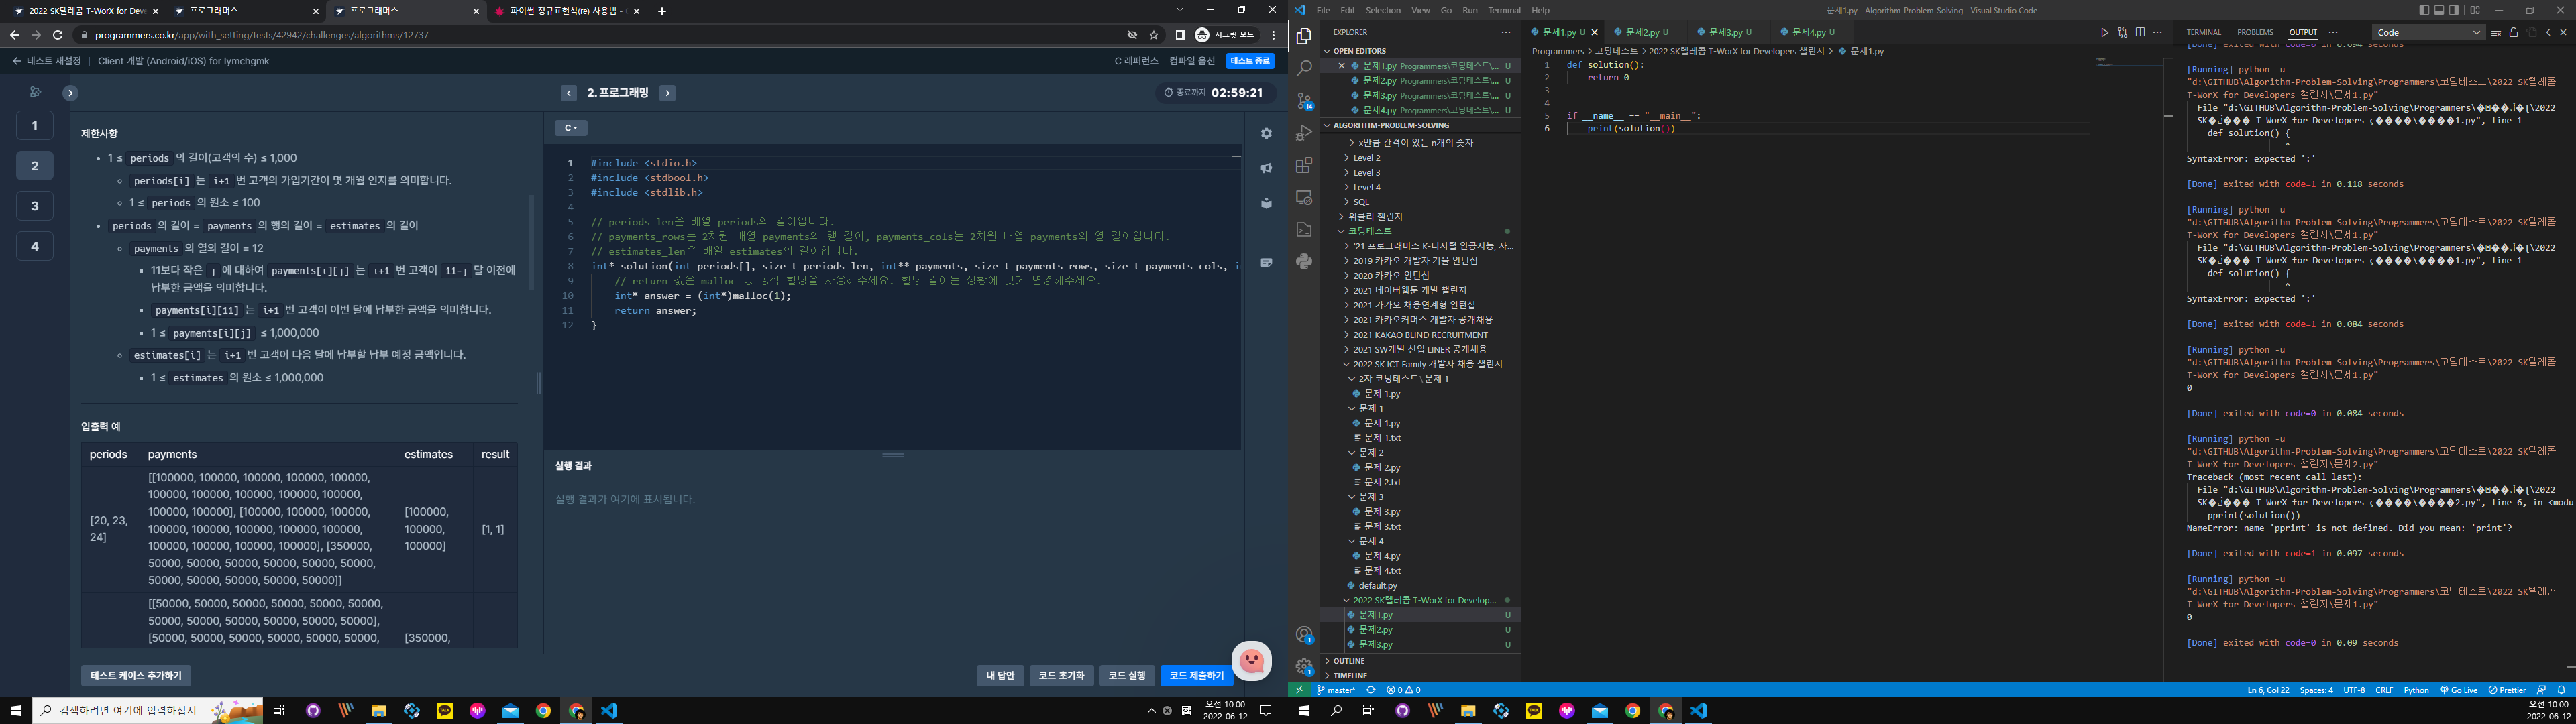 2022 SK텔레콤 T-WorX for Dev
프로그래머스
프로그래머스
파이썬 정규표현식(re) 사용법 -
programmers.co.kr/app/with_setting/tests/42942/challenges/algorithms/12737
시크릿 모드
테스트 재설정
Client 개발 (Android/iOS) for lymchgmk
C 레퍼런스
컴파일 옵션
테스트 종료
2. 프로그래밍
종료까지 02:59:21
1
2
3
4
제한사항
1 ≤ periods 의 길이(고객의 수) ≤ 1,000
periods[i] 는 i+1 번 고객의 가입기간이 몇 개월 인지를 의미합니다.
1 ≤ periods 의 원소 ≤ 100
periods 의 길이 = payments 의 행의 길이 = estimates 의 길이
payments 의 열의 길이 = 12
11보다 작은 j 에 대하여 payments[i][j] 는 i+1 번 고객이 11-j 달 이전에
납부한 금액을 의미합니다.
payments[i][11] 는 i+1 번 고객이 이번 달에 납부한 금액을 의미합니다.
1 ≤ payments[i][j] ≤ 1,000,000
estimates[i] 는 i+1 번 고객이 다음 달에 납부할 납부 예정 금액입니다.
1 ≤ estimates 의 원소 ≤ 1,000,000
입출력 예
periods payments estimates result
[[100000, 100000, 100000, 100000, 100000,
100000, 100000, 100000, 100000, 100000,
100000, 100000], [100000, 100000, 100000,
100000, 100000, 100000, 100000, 100000,
100000, 100000, 100000, 100000], [350000,
50000, 50000, 50000, 50000, 50000, 50000,
50000, 50000, 50000, 50000, 50000]]
[20, 23,
24]
[100000,
100000,
100000]
[1, 1]
[[50000, 50000, 50000, 50000, 50000, 50000,
50000, 50000, 50000, 50000, 50000, 50000],
[50000, 50000, 50000, 50000, 50000, 50000,
[350000,
C
1 #include <stdio.h>
2 #include <stdbool.h>
3 #include <stdlib.h>
4
5 // periods_len은 배열 periods의 길이입니다.
6 // payments_rows는 2차원 배열 payments의 행 길이, payments_cols는 2차원 배열 payments의 열 길이입니다.
7 // estimates_len은 배열 estimates의 길이입니다.
8 int* solution(int periods[], size_t periods_len, int** payments, size_t payments_rows, size_t payments_cols, i
9 // return 값은 malloc 등 동적 할당을 사용해주세요. 할당 길이는 상황에 맞게 변경해주세요.
10 int* answer = (int*)malloc(1);
11 return answer;
12 }
실행 결과
실행 결과가 여기에 표시됩니다.
테스트 케이스 추가하기
내 답안
코드 초기화
코드 실행
코드 제출하기
검색하려면 여기에 입력하십시
오전 10:00
2022-06-12
File Edit Selection View Go Run Terminal Help
문제1.py - Algorithm-Problem-Solving - Visual Studio Code
EXPLORER
OPEN EDITORS
문제1.py Programmers\코딩테스트\... U
문제2.py Programmers\코딩테스트\... U
문제3.py Programmers\코딩테스트\... U
문제4.py Programmers\코딩테스트\... U
ALGORITHM-PROBLEM-SOLVING
x만큼 간격이 있는 n개의 숫자
Level 2
Level 3
Level 4
SQL
위클리 챌린지
코딩테스트
'21 프로그래머스 K-디지털 인공지능, 자...
2019 카카오 개발자 겨울 인턴십
2020 카카오 인턴십
2021 네이버웹툰 개발 챌린지
2021 카카오 채용연계형 인턴십
2021 카카오커머스 개발자 공개채용
2021 KAKAO BLIND RECRUITMENT
2021 SW개발 신입 LINER 공개채용
2022 SK ICT Family 개발자 채용 챌린지
2차 코딩테스트 \ 문제 1
문제 1.py
문제 1
문제 1.py
문제 1.txt
문제 2
문제 2.py
문제 2.txt
문제 3
문제 3.py
문제 3.txt
문제 4
문제 4.py
문제 4.txt
default.py
2022 SK텔레콤 T-WorX for Develop...
문제1.py U
문제2.py U
문제3.py U
OUTLINE
TIMELINE
문제1.py U
문제2.py U
문제3.py U
문제4.py U
Programmers > 코딩테스트 > 2022 SK텔레콤 T-WorX for Developers 챌린지 > 문제1.py
1 def solution():
2 return 0
3
4
5 if __name__ == "__main__":
6 print(solution())
TERMINAL PROBLEMS OUTPUT
Code
[Done] exited with code=0 in 0.094 seconds
[Running] python -u
"d:\GITHUB\Algorithm-Problem-Solving\Programmers\코딩테스트\2022 SK텔레콤
T-WorX for Developers 챌린지\문제1.py"
line 1
def solution() {
^
SyntaxError: expected ':'
[Done] exited with code=1 in 0.118 seconds
[Running] python -u
"d:\GITHUB\Algorithm-Problem-Solving\Programmers\코딩테스트\2022 SK텔레콤
T-WorX for Developers 챌린지\문제1.py"
line 1
def solution() {
^
SyntaxError: expected ':'
[Done] exited with code=1 in 0.084 seconds
[Running] python -u
"d:\GITHUB\Algorithm-Problem-Solving\Programmers\코딩테스트\2022 SK텔레콤
T-WorX for Developers 챌린지\문제1.py"
0
[Done] exited with code=0 in 0.084 seconds
[Running] python -u
"d:\GITHUB\Algorithm-Problem-Solving\Programmers\코딩테스트\2022 SK텔레콤
T-WorX for Developers 챌린지\문제2.py"
Traceback (most recent call last):
line 6, in <modu
pprint(solution())
NameError: name 'pprint' is not defined. Did you mean: 'print'?
[Done] exited with code=1 in 0.097 seconds
[Running] python -u
"d:\GITHUB\Algorithm-Problem-Solving\Programmers\코딩테스트\2022 SK텔레콤
T-WorX for Developers 챌린지\문제1.py"
0
[Done] exited with code=0 in 0.09 seconds
master* 0 0
Ln 6, Col 22 Spaces: 4 UTF-8 CRLF Python Go Live Prettier
오전 10:00
2022-06-12